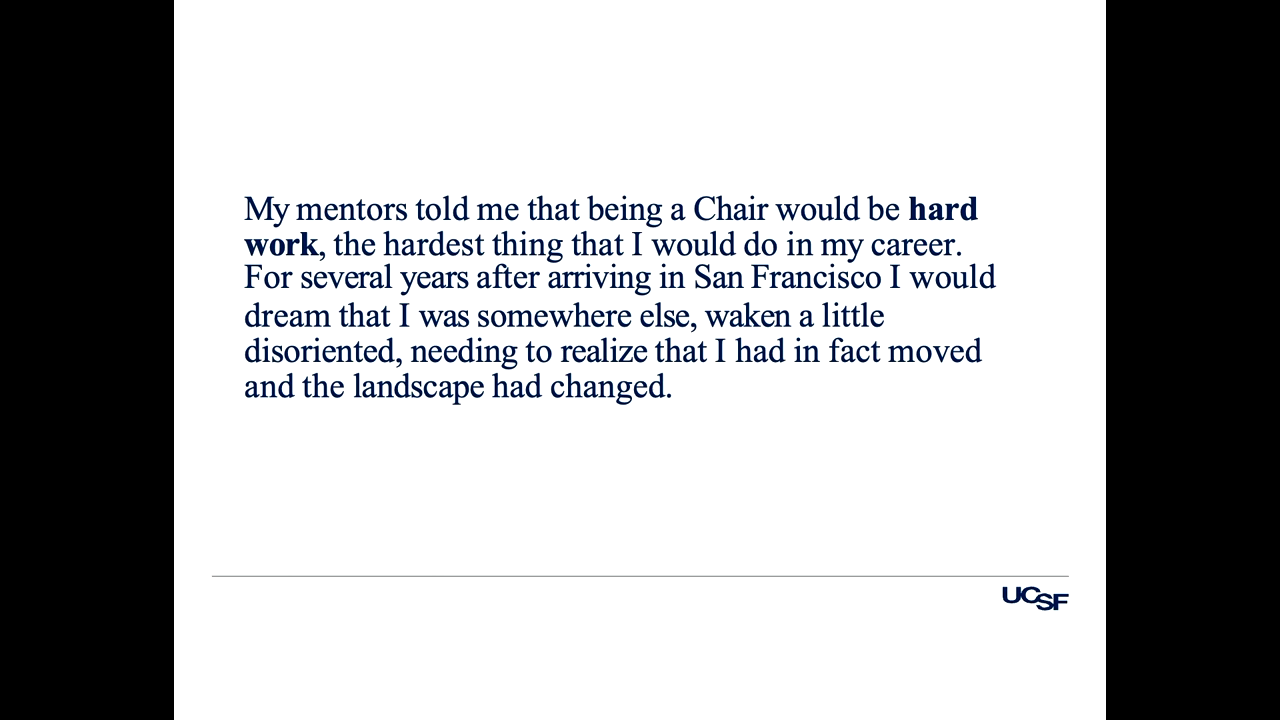 My mentors told me that being a Chair would be hard
work, the hardest thing that I would do in my career.
For several years after arriving in San Francisco I would
dream that I was somewhere else, waken a little
disoriented, needing to realize that I had in fact moved
and the landscape had changed.
UCSF